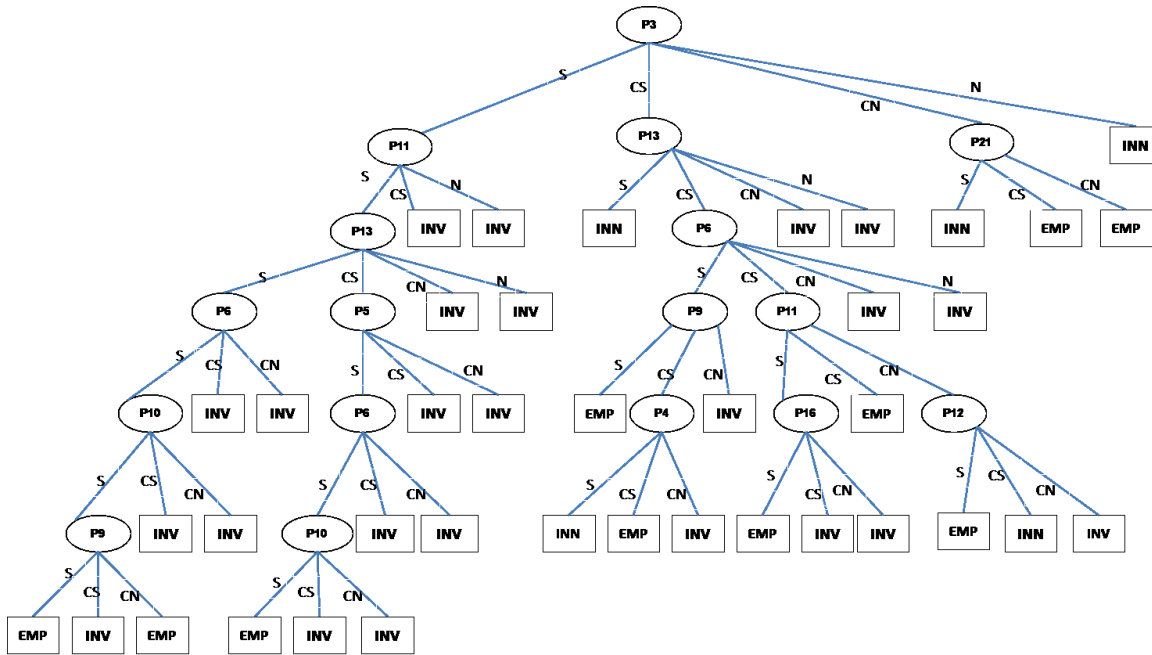 P3
S
CS
CN
N
P11
P13
P21
INN
S
CS
N
S
CS
CN
N
S
CS
CN
P13
INV
INV
INN
P6
INV
INV
INN
EMP
EMP
S
CS
CN
N
S
CS
CN
N
P6
P5
INV
INV
P9
P11
INV
INV
S
CS
CN
S
CS
CN
S
CS
CN
S
CS
CN
P10
INV
INV
P6
INV
INV
EMP
P4
INV
P16
EMP
P12
S
CS
CN
S
CS
CN
S
CS
CN
S
CS
CN
S
CS
CN
P9
INV
INV
P10
INV
INV
INN
EMP
INV
EMP
INV
INV
EMP
INN
INV
S
CS
CN
S
CS
CN
EMP
INV
EMP
EMP
INV
INV